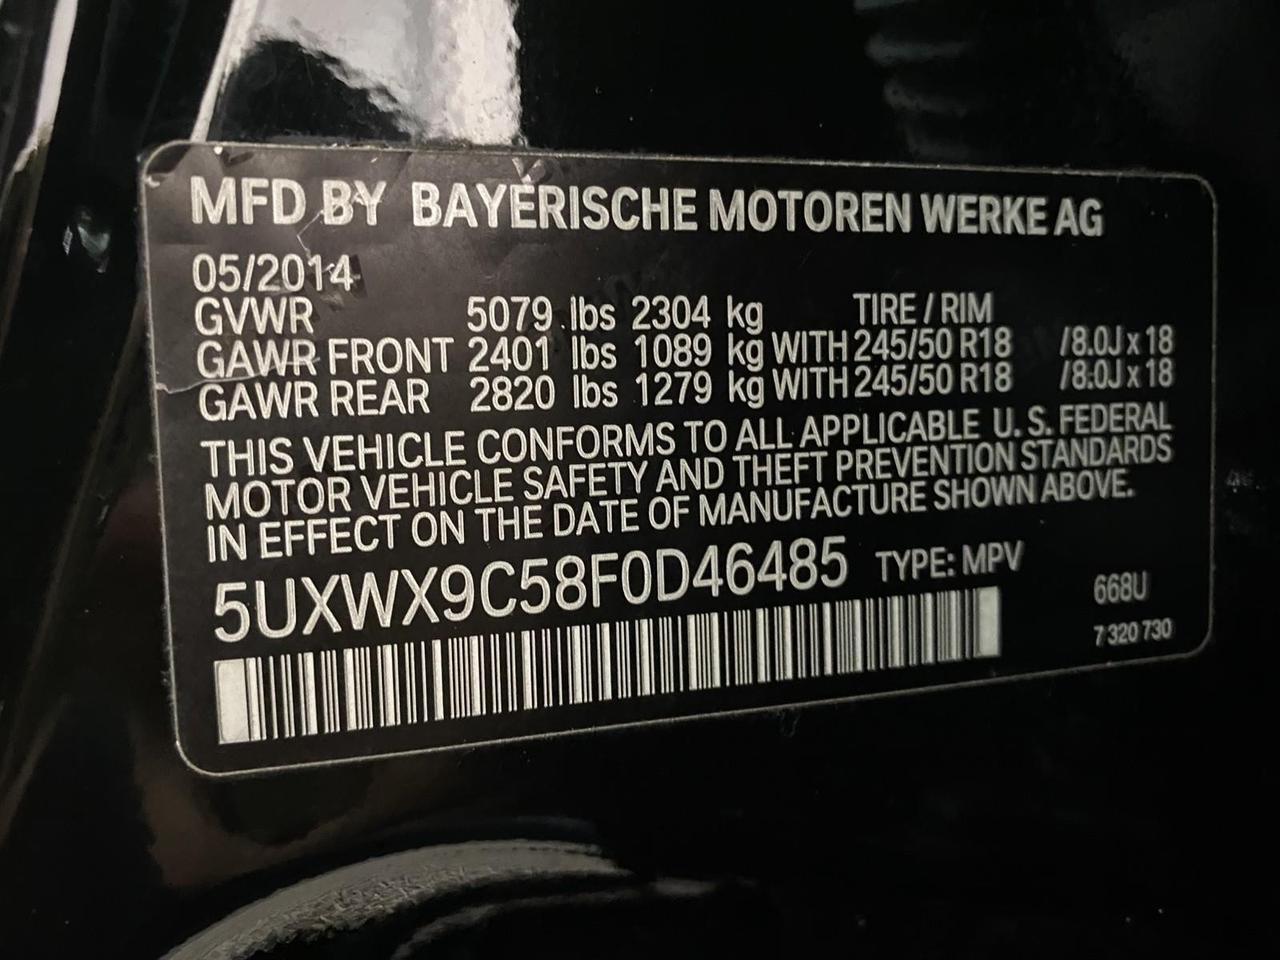 MFD BY BAYERISCHE MOTOREN WERKE AG
05/2014
GVWR 5079 lbs 2304 kg TIRE / RIM
GAWR FRONT 2401 lbs 1089 kg WITH 245/50 R18 /8.0J x 18
GAWR REAR 2820 lbs 1279 kg WITH 245/50 R18 /8.0J x 18
THIS VEHICLE CONFORMS TO ALL APPLICABLE U. S. FEDERAL
MOTOR VEHICLE SAFETY AND THEFT PREVENTION STANDARDS
IN EFFECT ON THE DATE OF MANUFACTURE SHOWN ABOVE.
5UXWX9C58F0D46485 TYPE: MPV
668U
7 320 730